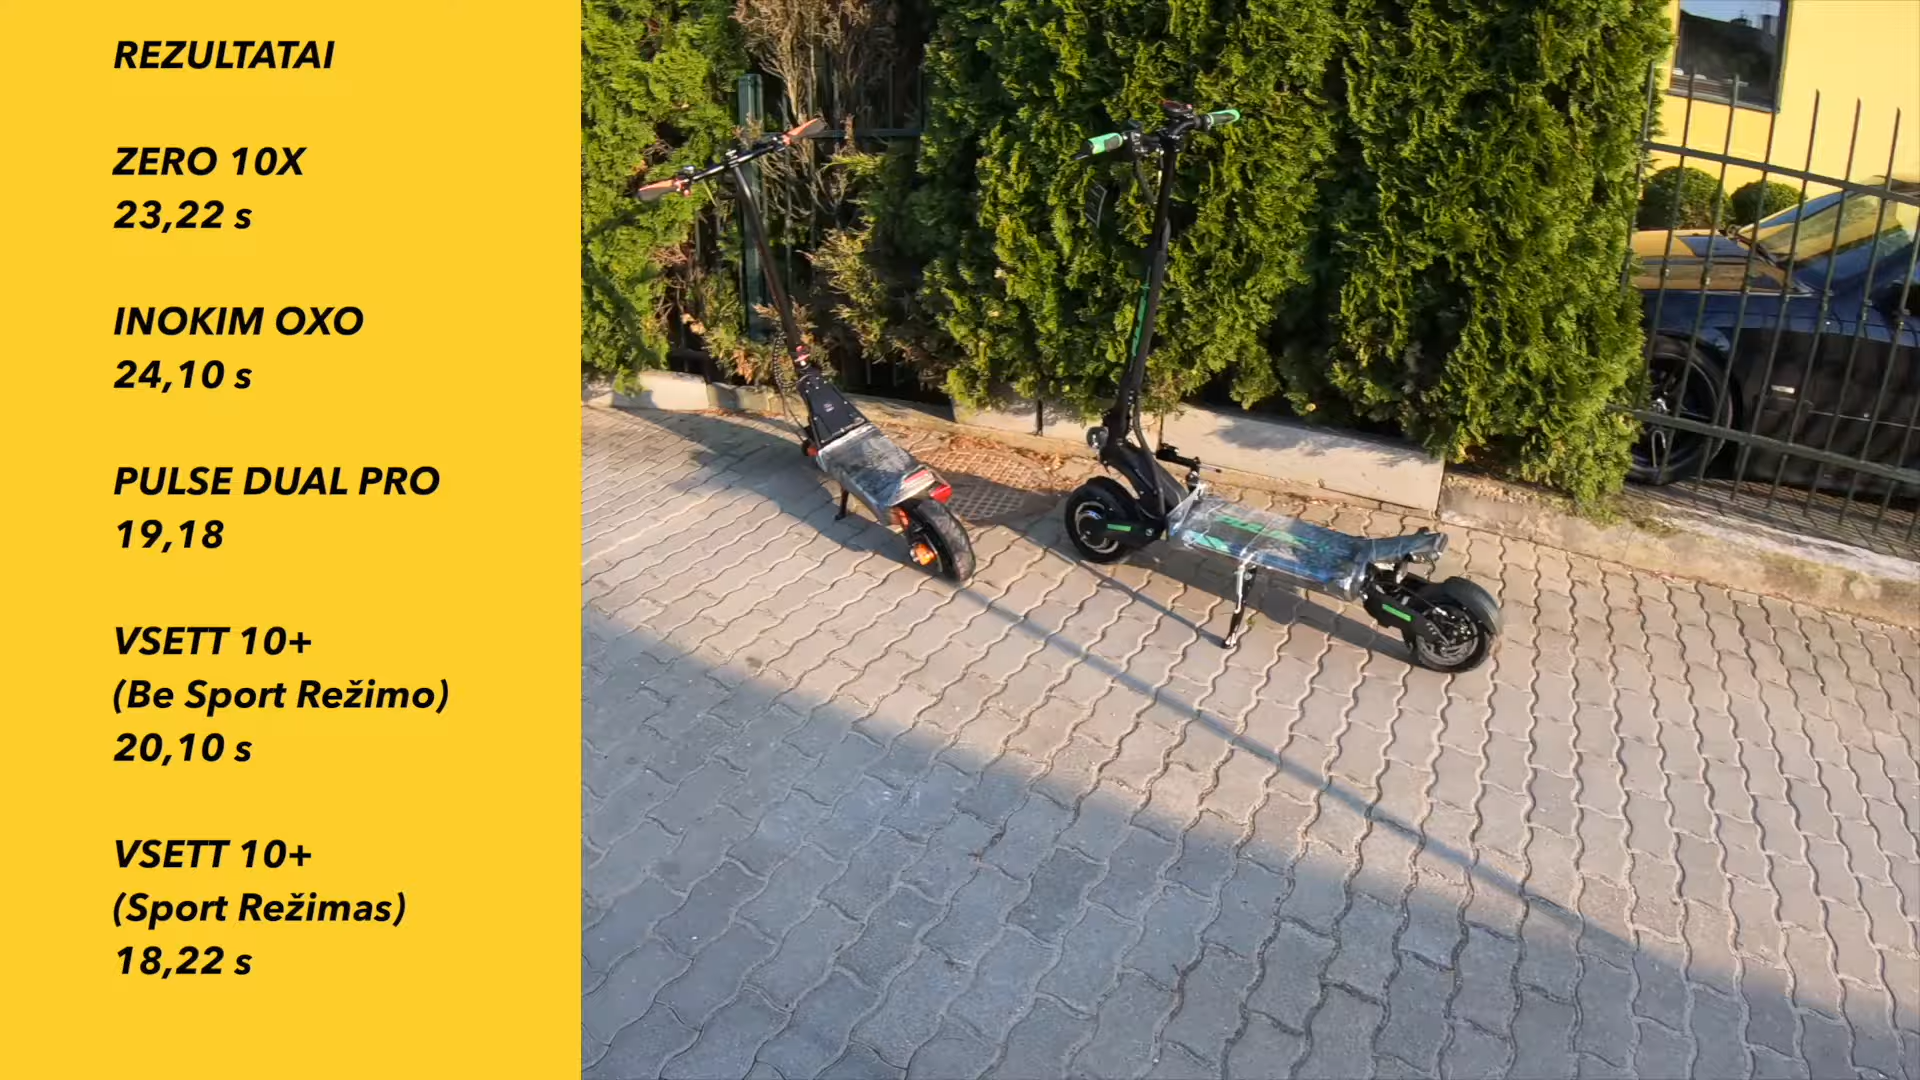 REZULTATAI
ZERO 10X
23,22 s
INOKIM OXO
24,10 s
PULSE DUAL PRO
19,18
VSETT 10+
(Be Sport Režimo)
20,10 s
VSETT 10+
(Sport Režimas)
18,22 s